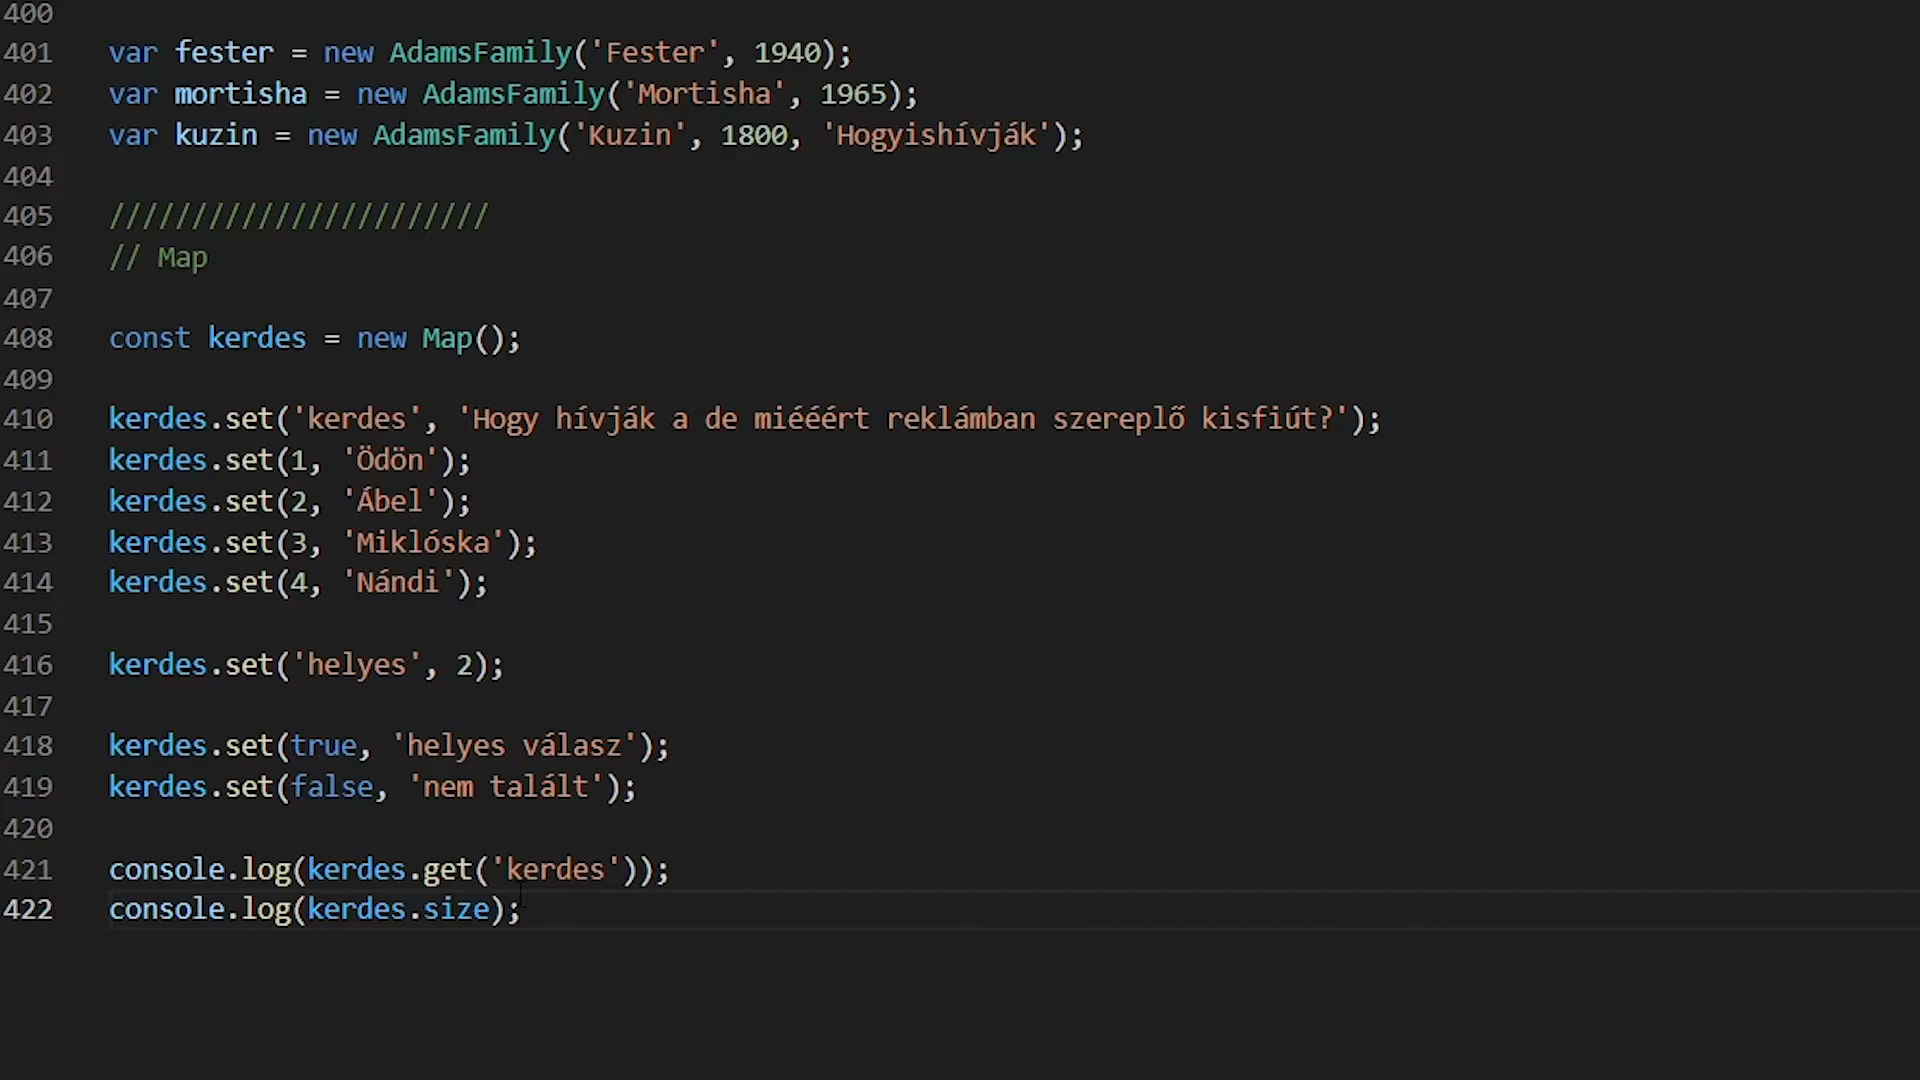 400
401 var fester = new AdamsFamily('Fester', 1940);
402 var mortisha = new AdamsFamily('Mortisha', 1965);
403 var kuzin = new AdamsFamily('Kuzin', 1800, 'Hogyishívják');
404
405 ///////////////////////
406 // Map
407
408 const kerdes = new Map();
409
410 kerdes.set('kerdes', 'Hogy hívják a de miééért reklámban szereplő kisfiút?');
411 kerdes.set(1, 'Ödön');
412 kerdes.set(2, 'Ábel');
413 kerdes.set(3, 'Miklóska');
414 kerdes.set(4, 'Nándi');
415
416 kerdes.set('helyes', 2);
417
418 kerdes.set(true, 'helyes válasz');
419 kerdes.set(false, 'nem talált');
420
421 console.log(kerdes.get('kerdes'));
422 console.log(kerdes.size);